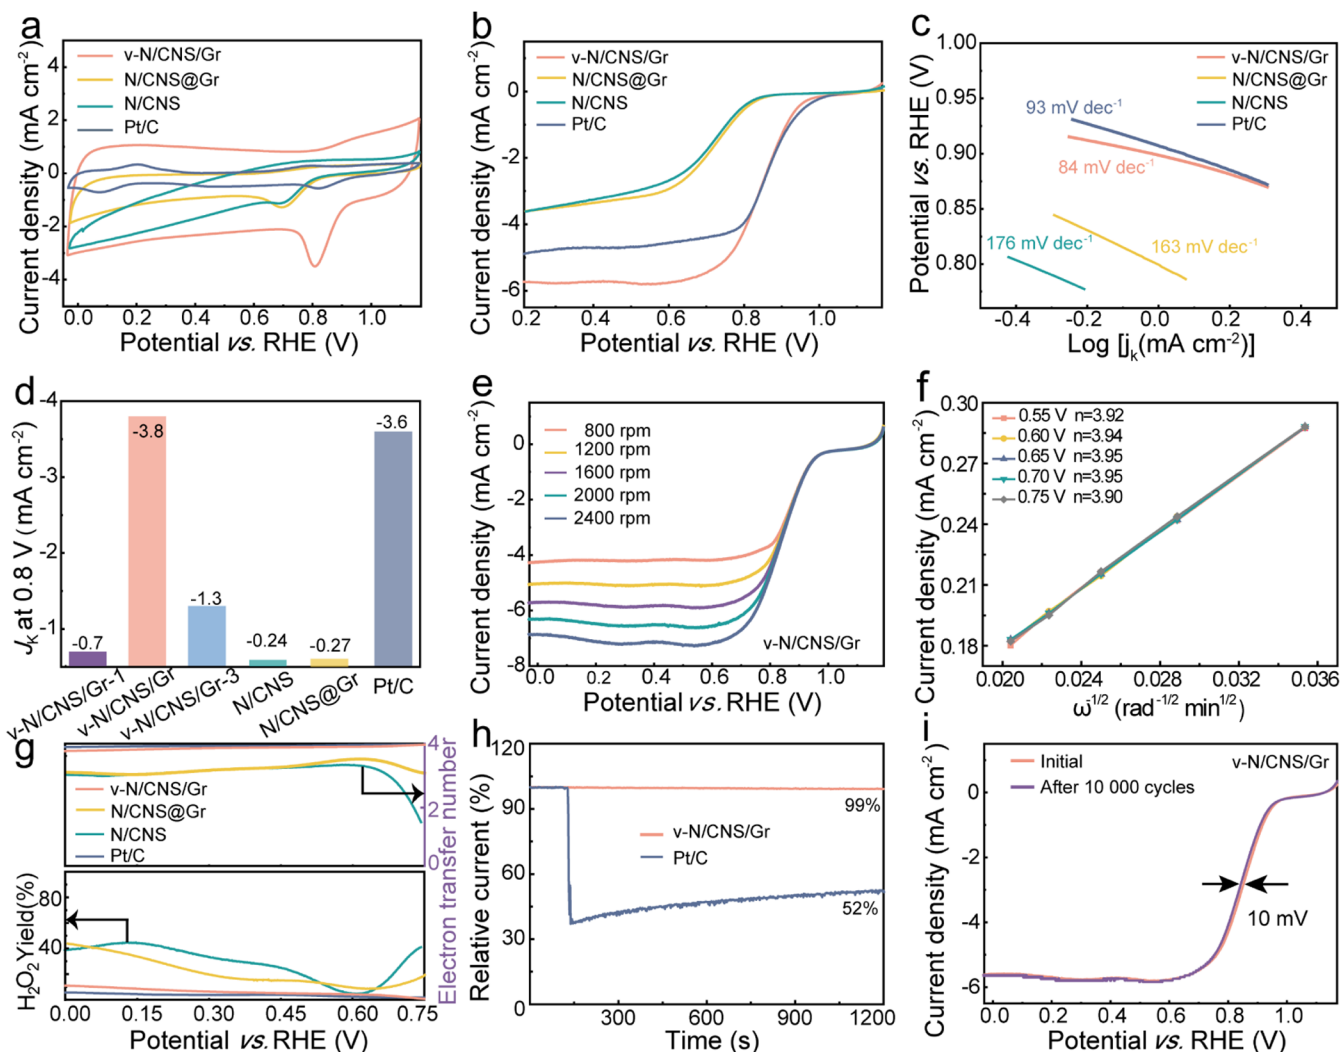 a
Current density (mA cm-2)
4
2
0
-2
-4
v-N/CNS/Gr
N/CNS@Gr
N/CNS
Pt/C
0.0 0.2 0.4 0.6 0.8 1.0
Potential vs. RHE (V)
b
Current density (mA cm-2)
0
-2
-4
-6
v-N/CNS/Gr
N/CNS@Gr
N/CNS
Pt/C
0.2 0.4 0.6 0.8 1.0
Potential vs. RHE (V)
c
Potential vs. RHE (V)
1.00
0.95
0.90
0.85
0.80
v-N/CNS/Gr
N/CNS@Gr
N/CNS
Pt/C
93 mV dec-1
84 mV dec-1
176 mV dec-1
163 mV dec-1
-0.4 -0.2 0.0 0.2 0.4
Log [jk(mA cm-2)]
d
Jk at 0.8 V (mA cm-2)
-4
-3
-2
-1
-0.7
-3.8
-1.3
-0.24
-0.27
-3.6
v-N/CNS/Gr-1
v-N/CNS/Gr
v-N/CNS/Gr-3
N/CNS
N/CNS@Gr
Pt/C
e
Current density (mA cm-2)
0
-2
-4
-6
-8
800 rpm
1200 rpm
1600 rpm
2000 rpm
2400 rpm
v-N/CNS/Gr
0.0 0.2 0.4 0.6 0.8 1.0
Potential vs. RHE (V)
f
Current density (mA cm-2)
0.30
0.27
0.24
0.21
0.18
0.55 V n=3.92
0.60 V n=3.94
0.65 V n=3.95
0.70 V n=3.95
0.75 V n=3.90
0.020 0.024 0.028 0.032 0.036
ω-1/2 (rad-1/2 min1/2)
g
v-N/CNS/Gr
N/CNS@Gr
N/CNS
Pt/C
4
2
0
Electron transfer number
H2O2 Yield(%)
80
40
0.00 0.15 0.30 0.45 0.60 0.75
Potential vs. RHE (V)
h
Relative current (%)
120
90
60
30
0
99%
v-N/CNS/Gr
Pt/C
52%
300 600 900 1200
Time (s)
i
Current density (mA cm-2)
0
-2
-4
-6
Initial
After 10 000 cycles
v-N/CNS/Gr
10 mV
0.0 0.2 0.4 0.6 0.8 1.0
Potential vs. RHE (V)